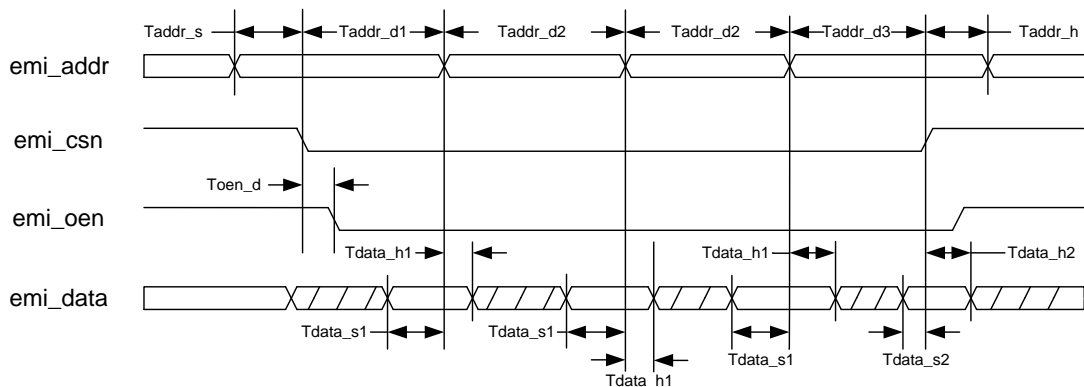 Taddr_s Taddr_d1 Taddr_d2 Taddr_d2 Taddr_d3 Taddr_h
emi_addr
emi_csn
Toen_d
emi_oen
Tdata_h1 Tdata_h1 Tdata_h2
emi_data
Tdata_s1 Tdata_s1 Tdata_s1 Tdata_s2
Tdata_h1